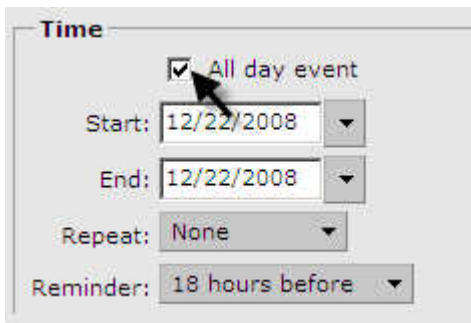 Time
All day event
Start: 12/22/2008
End: 12/22/2008
Repeat: None
Reminder: 18 hours before